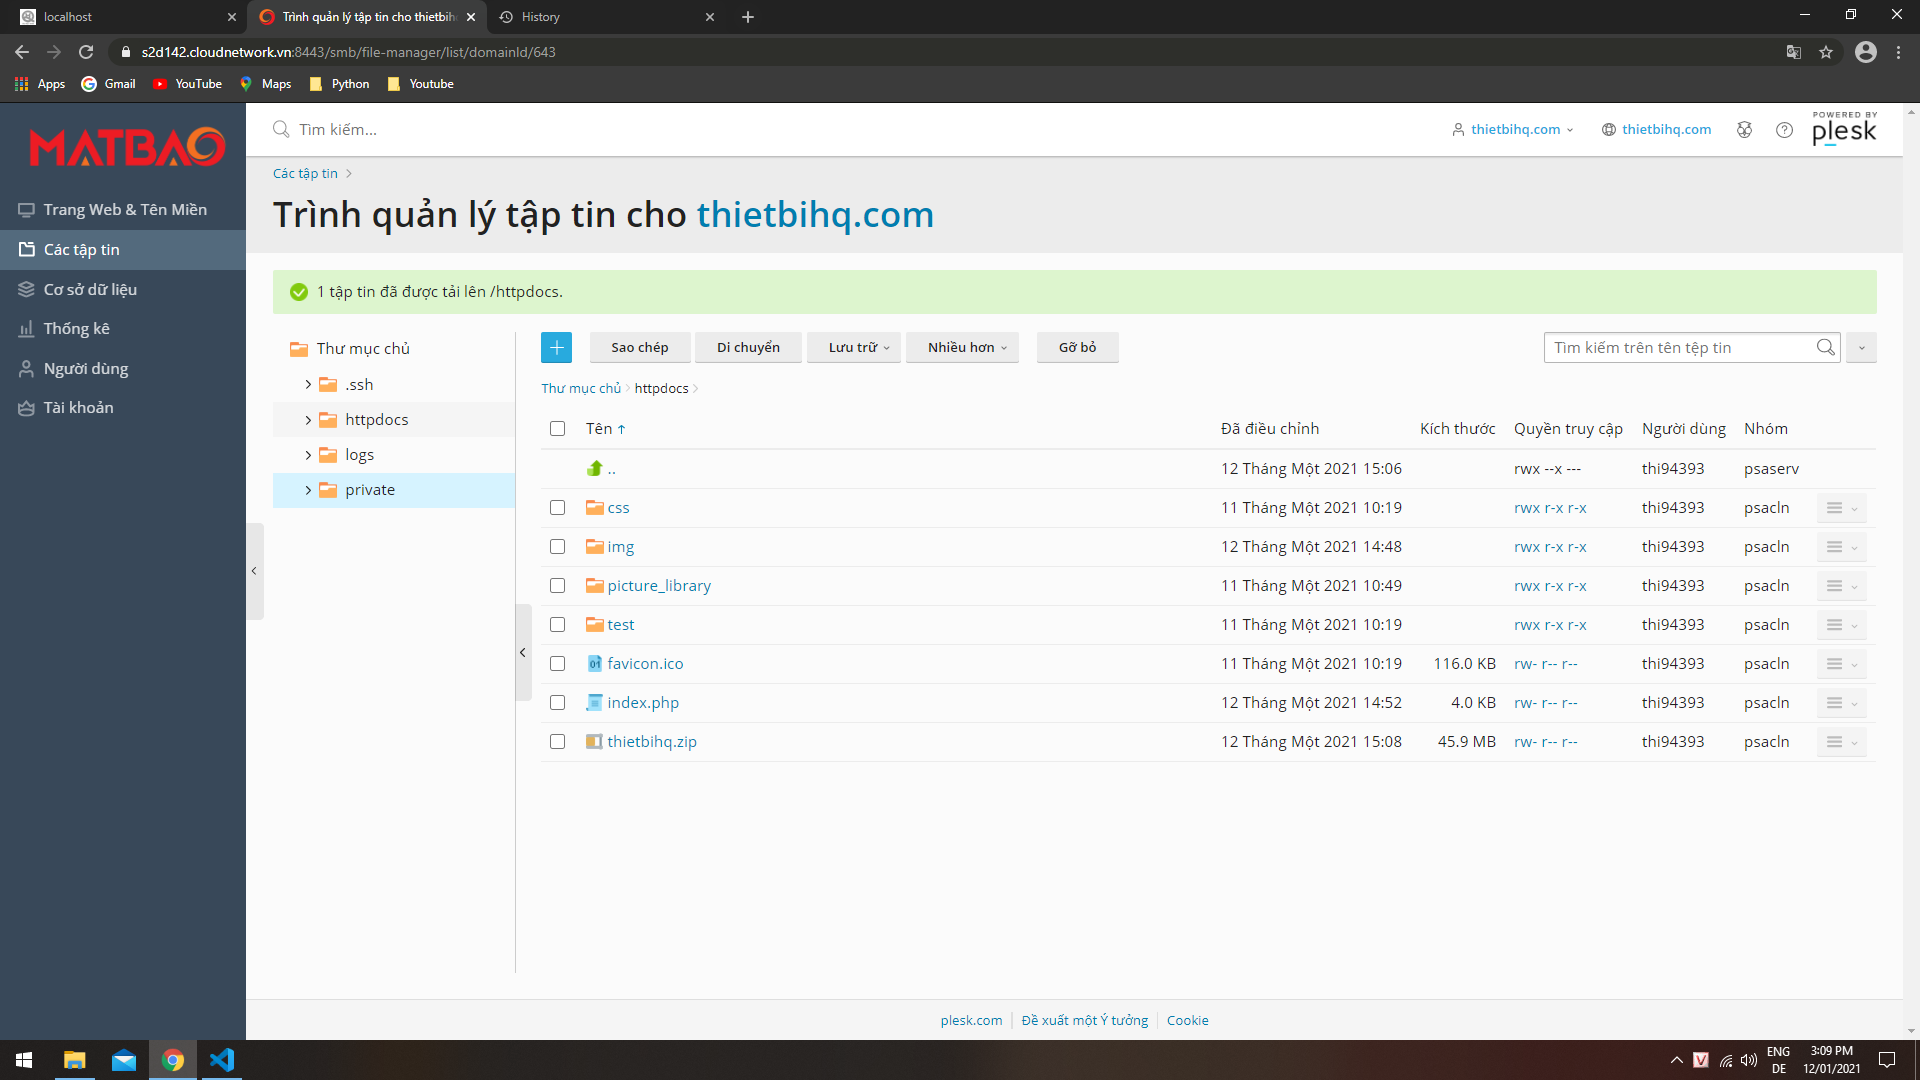 localhost
Trình quản lý tập tin cho thietbih
History
s2d142.cloudnetwork.vn:8443/smb/file-manager/list/domainId/643
Apps
Gmail
YouTube
Maps
Python
Youtube
MATBAO
Trang Web & Tên Miền
Các tập tin
Cơ sở dữ liệu
Thống kê
Người dùng
Tài khoản
Tìm kiếm...
thietbihq.com
thietbihq.com
POWERED BY
plesk
Các tập tin
Trình quản lý tập tin cho thietbihq.com
1 tập tin đã được tải lên /httpdocs.
Thư mục chủ
.ssh
httpdocs
logs
private
Sao chép
Di chuyển
Lưu trữ
Nhiều hơn
Gỡ bỏ
Tìm kiếm trên tên tệp tin
Thư mục chủ httpdocs
Tên ↑ Đã điều chỉnh Kích thước Quyền truy cập Người dùng Nhóm
.. 12 Tháng Một 2021 15:06 rwx --x --- thi94393 psaserv
css 11 Tháng Một 2021 10:19 rwx r-x r-x thi94393 psacln
img 12 Tháng Một 2021 14:48 rwx r-x r-x thi94393 psacln
picture_library 11 Tháng Một 2021 10:49 rwx r-x r-x thi94393 psacln
test 11 Tháng Một 2021 10:19 rwx r-x r-x thi94393 psacln
favicon.ico 11 Tháng Một 2021 10:19 116.0 KB rw- r-- r-- thi94393 psacln
index.php 12 Tháng Một 2021 14:52 4.0 KB rw- r-- r-- thi94393 psacln
thietbihq.zip 12 Tháng Một 2021 15:08 45.9 MB rw- r-- r-- thi94393 psacln
plesk.com
Đề xuất một Ý tưởng
Cookie
ENG
DE
3:09 PM
12/01/2021